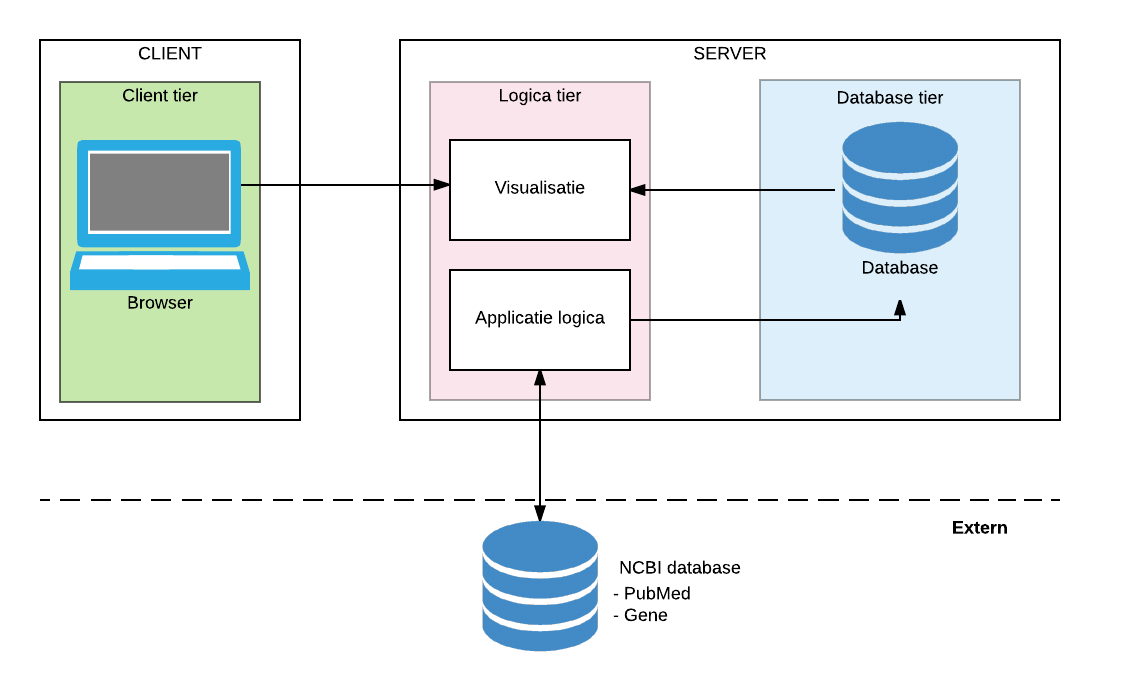 CLIENT
Client tier
Browser
SERVER
Logica tier
Visualisatie
Applicatie logica
Database tier
Database
Extern
NCBI database
- PubMed
- Gene